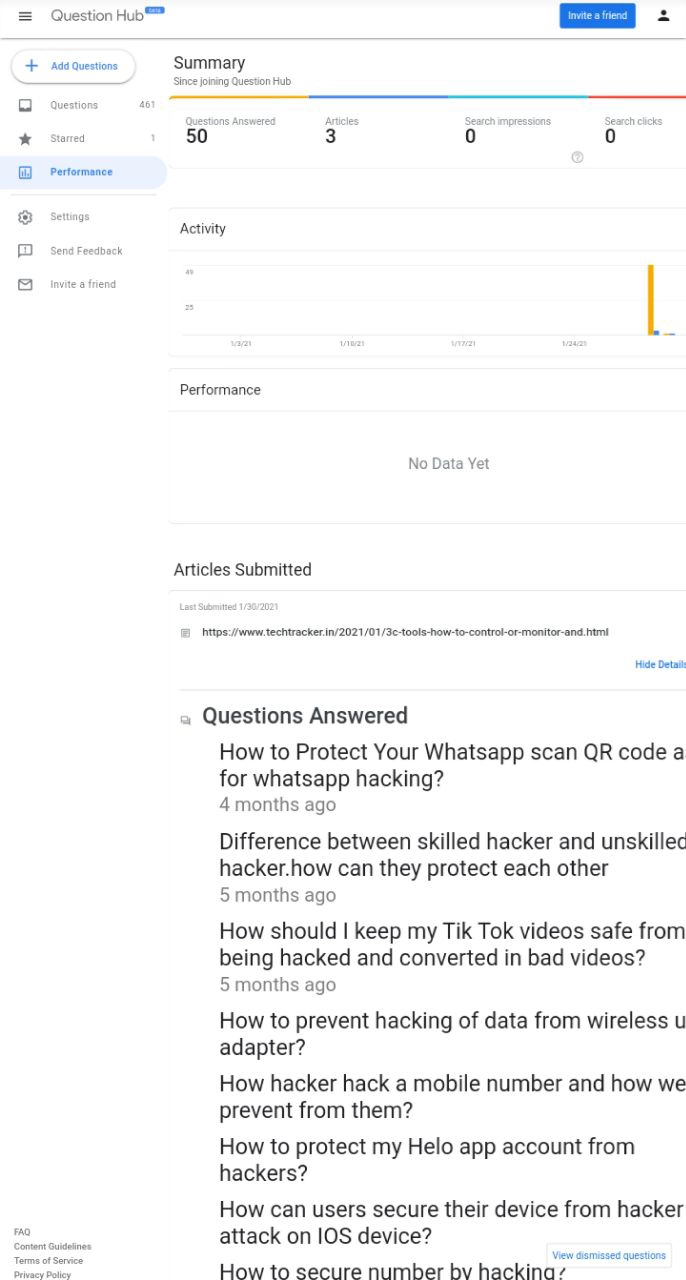 Question Hub BETA
Invite a friend
Add Questions
Questions 461
Starred 1
Performance
Settings
Send Feedback
Invite a friend
Summary
Since joining Question Hub
Questions Answered Articles Search impressions Search clicks
50 3 0 0
Activity
49
25
1/3/21 1/10/21 1/17/21 1/24/21
Performance
No Data Yet
Articles Submitted
Last Submitted 1/30/2021
https://www.techtracker.in/2021/01/3c-tools-how-to-control-or-monitor-and.html
Hide Details
Questions Answered
How to Protect Your Whatsapp scan QR code a
for whatsapp hacking?
4 months ago
Difference between skilled hacker and unskilled
hacker.how can they protect each other
5 months ago
How should I keep my Tik Tok videos safe from
being hacked and converted in bad videos?
5 months ago
How to prevent hacking of data from wireless u
adapter?
How hacker hack a mobile number and how we
prevent from them?
How to protect my Helo app account from
hackers?
How can users secure their device from hacker
attack on IOS device?
How to secure number by hacking?
View dismissed questions
FAQ
Content Guidelines
Terms of Service
Privacy Policy